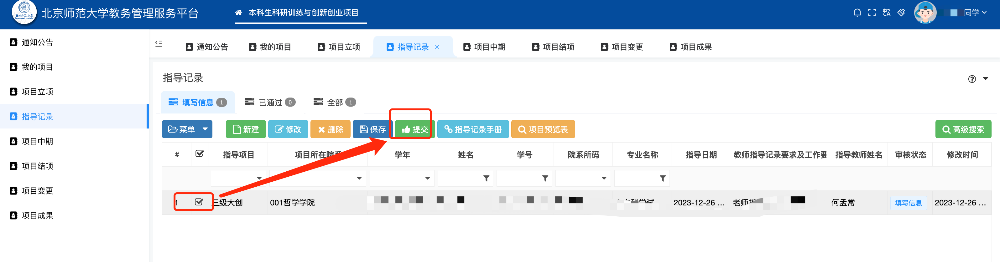 北京师范大学教务管理服务平台
本科生科研训练与创新创业项目
同学
通知公告
我的项目
项目立项
指导记录
项目中期
项目结项
项目变更
项目成果
通知公告
我的项目
项目立项
指导记录 ×
项目中期
项目结项
项目变更
项目成果
指导记录
填写信息 1
已通过 0
全部 1
菜单
新建
修改
删除
保存
提交
指导记录手册
项目预览表
高级搜索
# 指导项目 项目所在院系 学年 姓名 学号 院系所码 专业名称 指导日期 教师指导记录要求及工作要 指导教师姓名 审核状态 修改时间
1 三级大创 001哲学学院 2023-12-26 ... 何孟常 填写信息 2023-12-26 ...